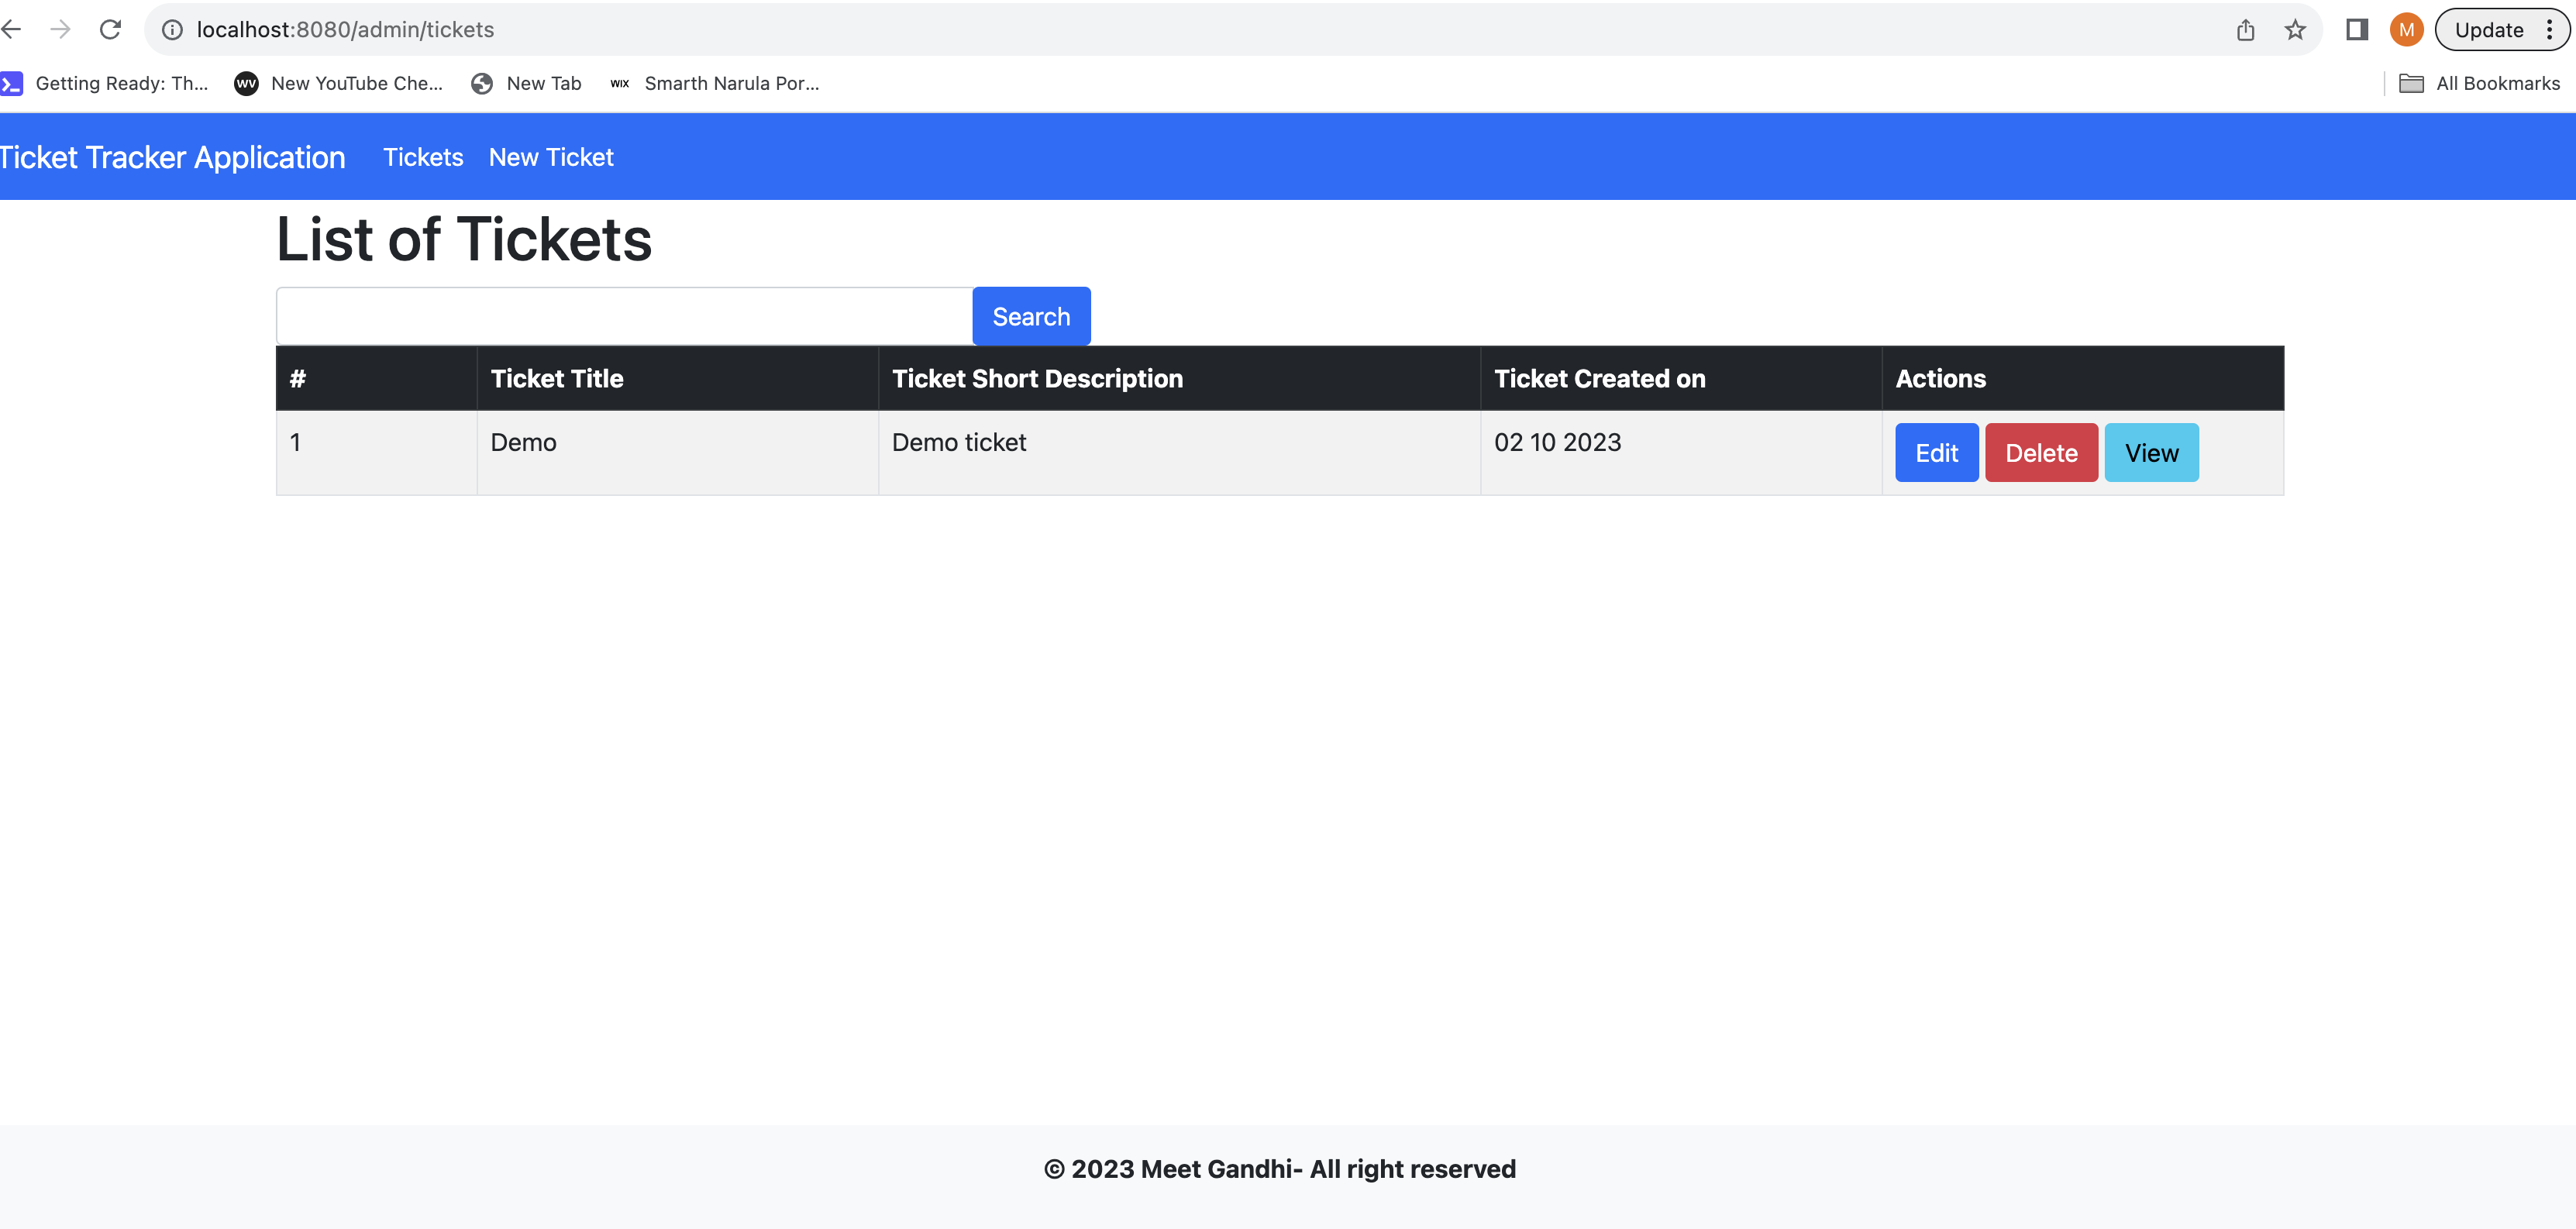 localhost:8080/admin/tickets
M
Update
Getting Ready: Th...
WV New YouTube Che...
New Tab
WIX Smarth Narula Por...
All Bookmarks
Ticket Tracker Application Tickets New Ticket
List of Tickets
Search
# Ticket Title Ticket Short Description Ticket Created on Actions
1 Demo Demo ticket 02 10 2023 Edit Delete View
© 2023 Meet Gandhi- All right reserved